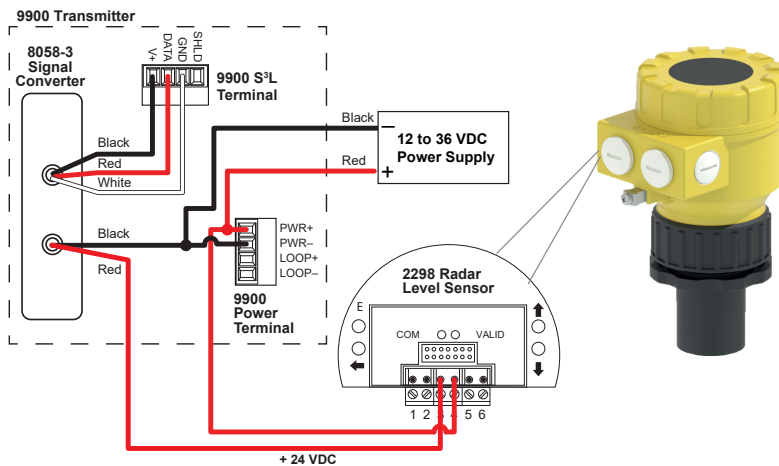 9900 Transmitter
8058-3
Signal
Converter
V+
DATA
GND
SHLD
9900 S³L
Terminal
Black
Red
White
Black
Red
Black
Red
–
+
12 to 36 VDC
Power Supply
PWR+
PWR–
LOOP+
LOOP–
9900
Power
Terminal
2298 Radar
Level Sensor
E
COM
VALID
1 2 3 4 5 6
+ 24 VDC